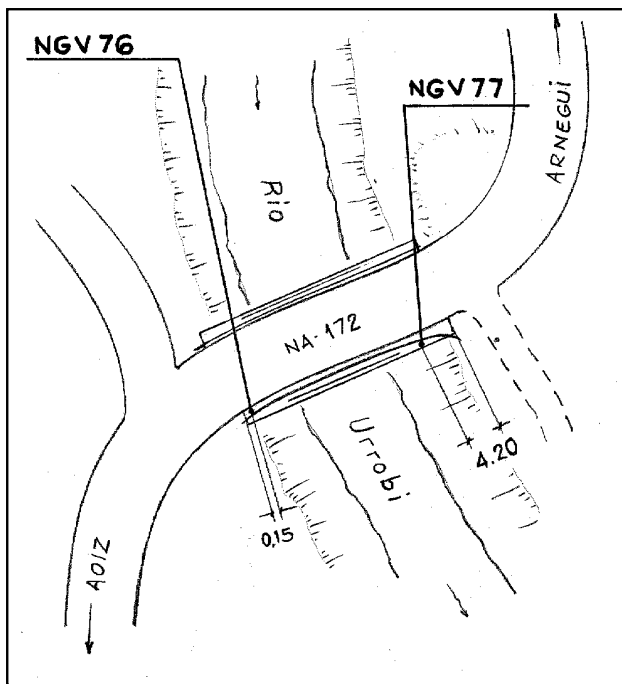 NGV 76
NGV 77
ARNEGUI
Rio
NA-172
Urrobi
4.20
0,15
AOIZ